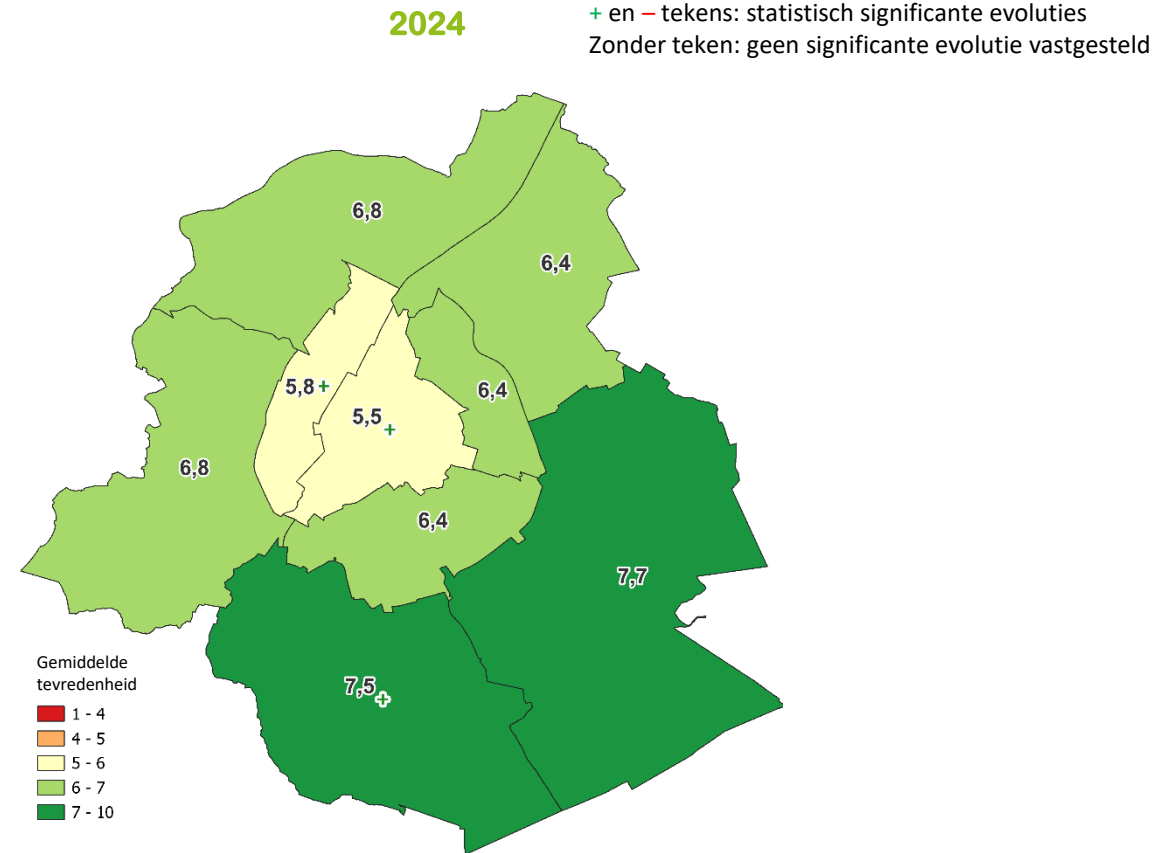 2024
+ en – tekens: statistisch significante evoluties
Zonder teken: geen significante evolutie vastgesteld
6,8
6,4
5,8 +
6,4
5,5 +
6,8
6,4
7,7
7,5 +
Gemiddelde
tevredenheid
1 - 4
4 - 5
5 - 6
6 - 7
7 - 10